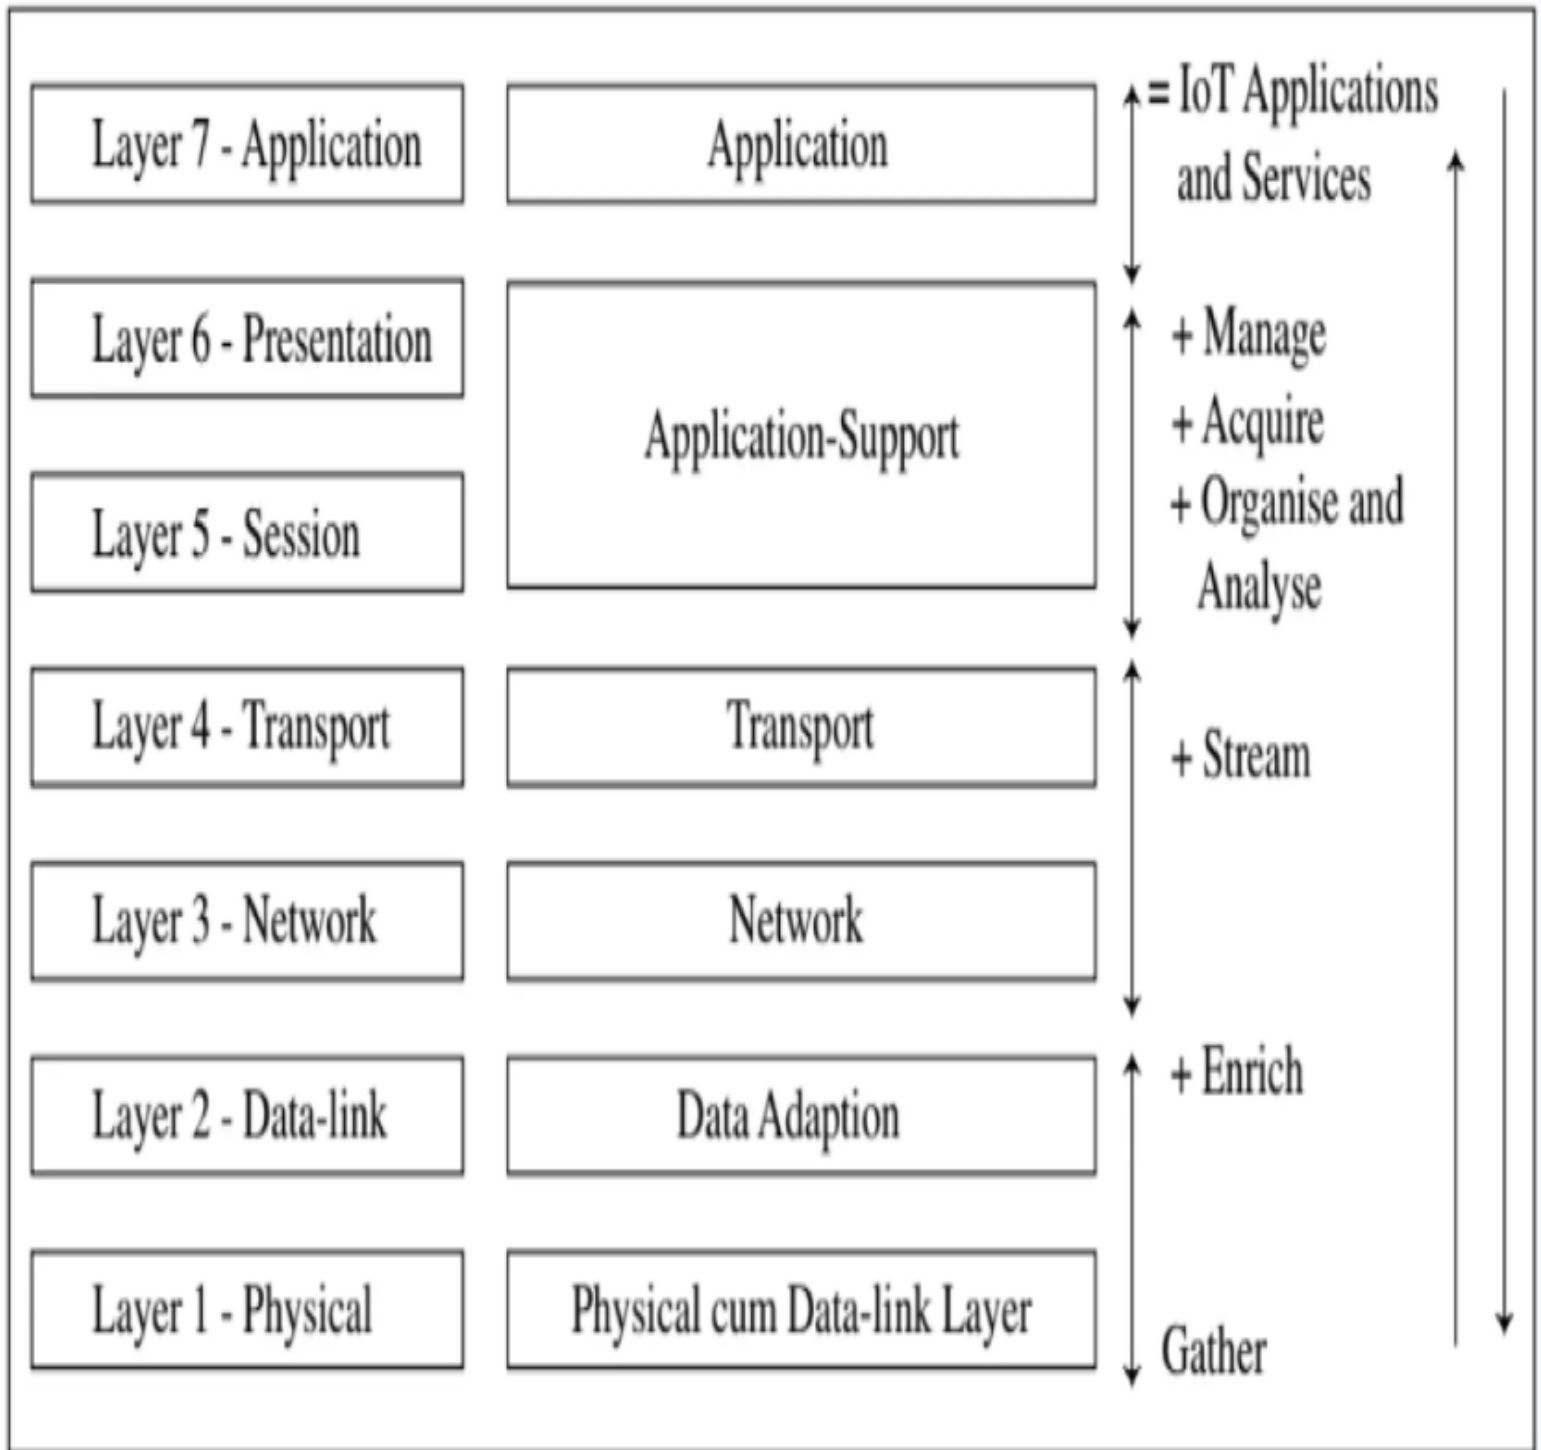 Layer 7 - Application
Application
= IoT Applications
and Services
Layer 6 - Presentation
Application-Support
+ Manage
+ Acquire
+ Organise and
Analyse
Layer 5 - Session
Layer 4 - Transport
Transport
+ Stream
Layer 3 - Network
Network
Layer 2 - Data-link
Data Adaption
+ Enrich
Layer 1 - Physical
Physical cum Data-link Layer
Gather